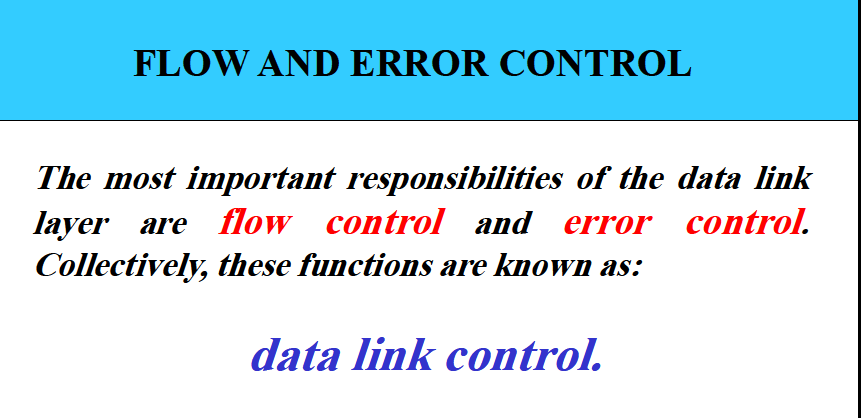 FLOW AND ERROR CONTROL
The most important responsibilities of the data link
layer are flow control and error control.
Collectively, these functions are known as:
data link control.